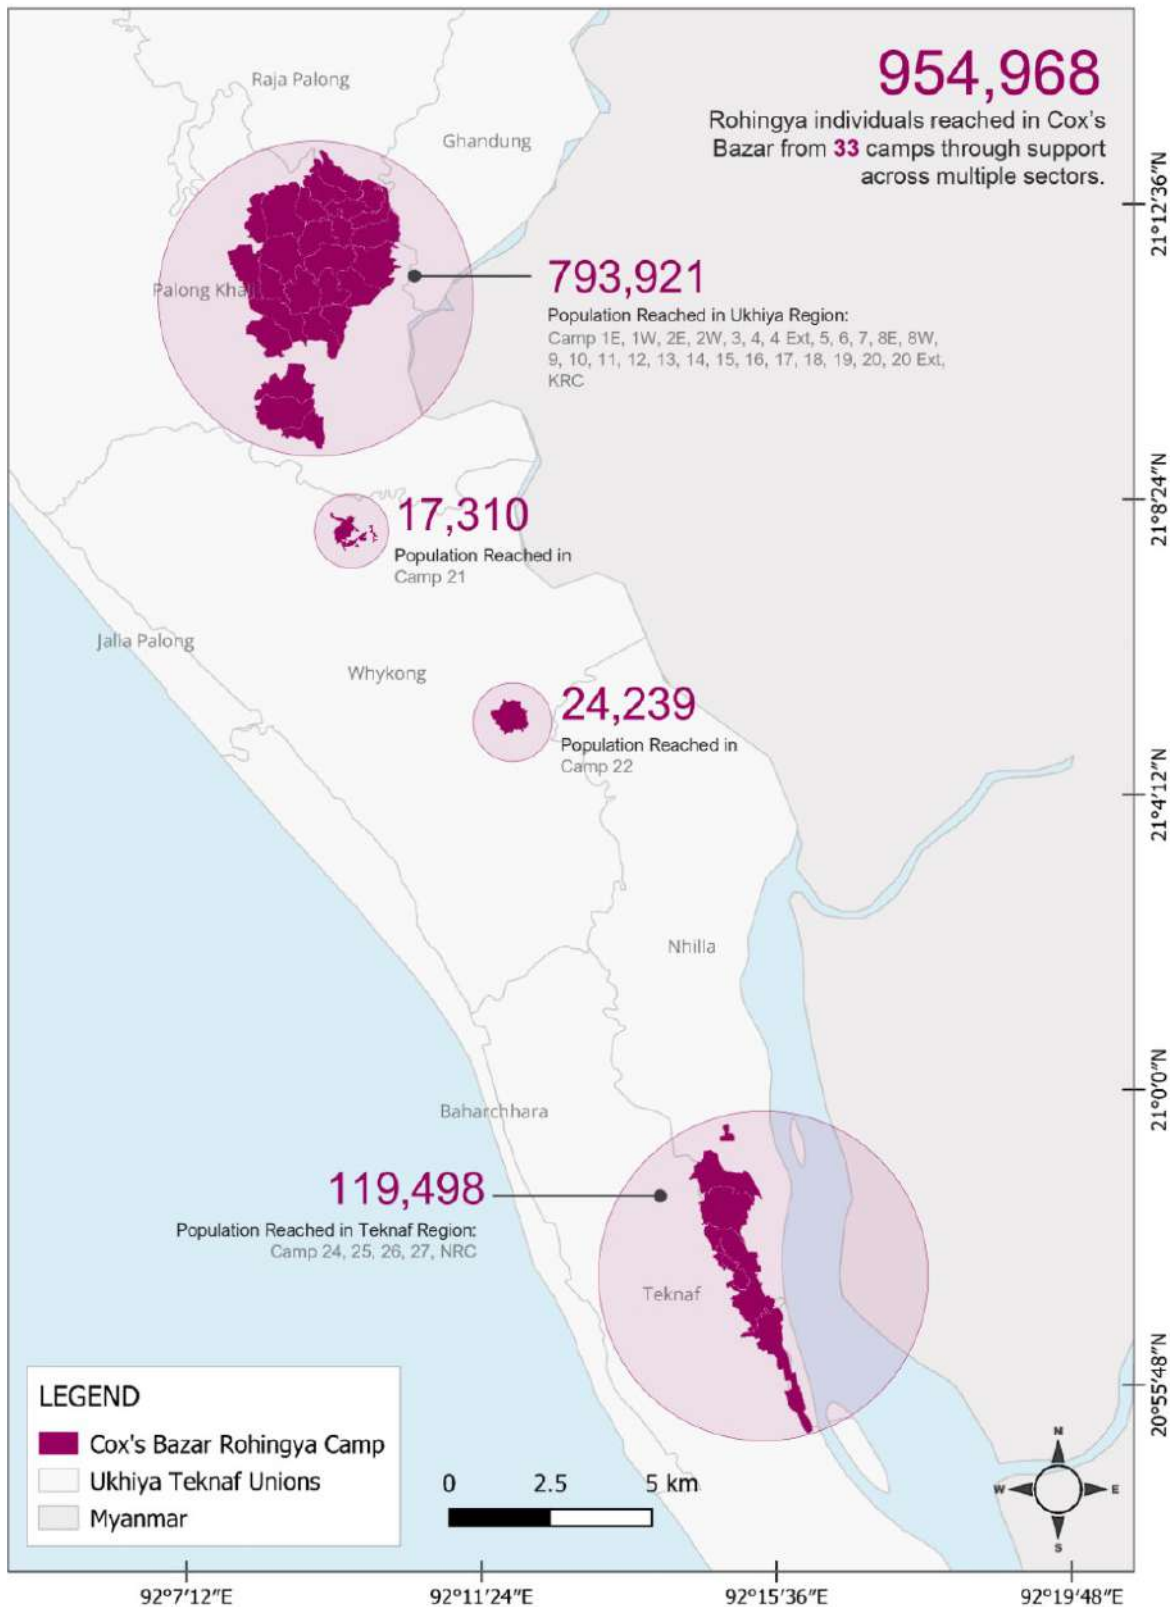 954,968
Rohingya individuals reached in Cox's
Bazar from 33 camps through support
across multiple sectors.
Raja Palong
Ghandung
793,921
Population Reached in Ukhiya Region:
Camp 1E, 1W, 2E, 2W, 3, 4, 4 Ext, 5, 6, 7, 8E, 8W,
9, 10, 11, 12, 13, 14, 15, 16, 17, 18, 19, 20, 20 Ext,
KRC
Palong Kha
17,310
Population Reached in
Camp 21
Jalia Palong
Whykong
24,239
Population Reached in
Camp 22
Nhilla
Baharchhara
119,498
Population Reached in Teknaf Region:
Camp 24, 25, 26, 27, NRC
Teknaf
LEGEND
Cox's Bazar Rohingya Camp
Ukhiya Teknaf Unions
Myanmar
0 2.5 5 km
N
W E
S
21°12'36"N
21°8'24"N
21°4'12"N
21°0'0"N
20°55'48"N
92°7'12"E 92°11'24"E 92°15'36"E 92°19'48"E